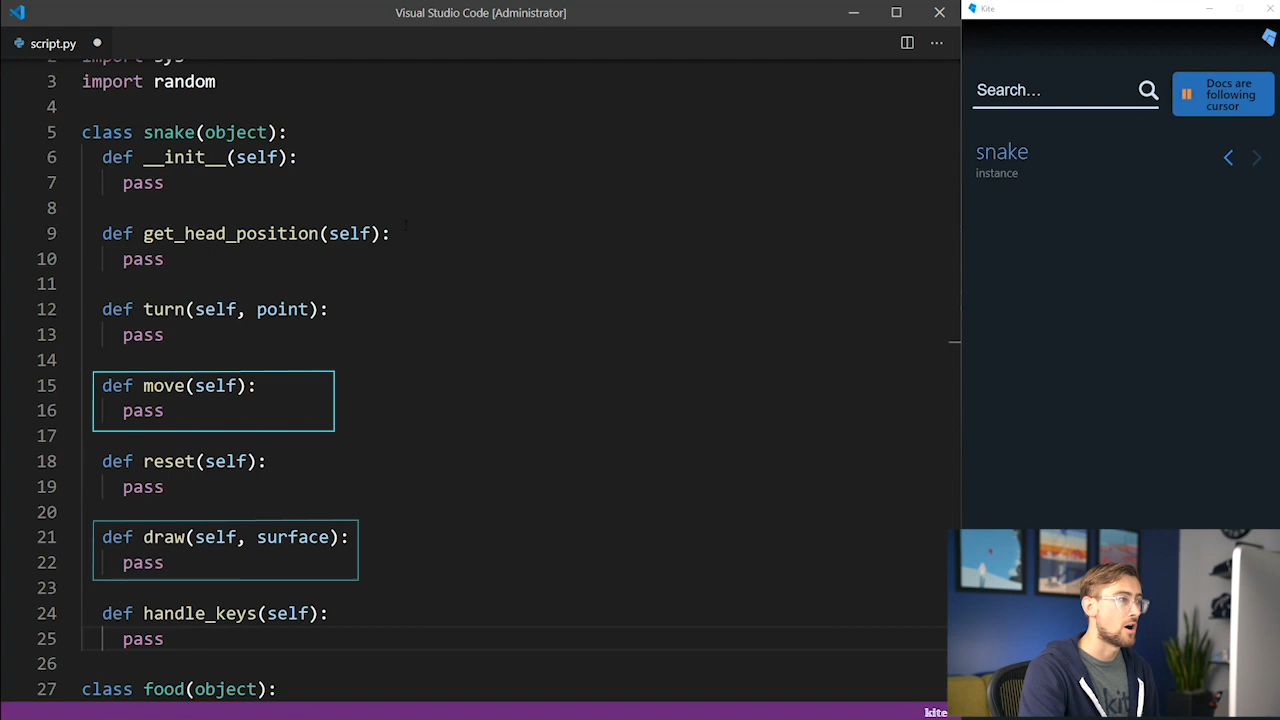 Visual Studio Code [Administrator]
script.py
2 import sys
3 import random
4
5 class snake(object):
6 def __init__(self):
7 pass
8
9 def get_head_position(self):
10 pass
11
12 def turn(self, point):
13 pass
14
15 def move(self):
16 pass
17
18 def reset(self):
19 pass
20
21 def draw(self, surface):
22 pass
23
24 def handle_keys(self):
25 pass
26
27 class food(object):
kite
Kite
Search...
Docs are
following
cursor
snake
instance
kite